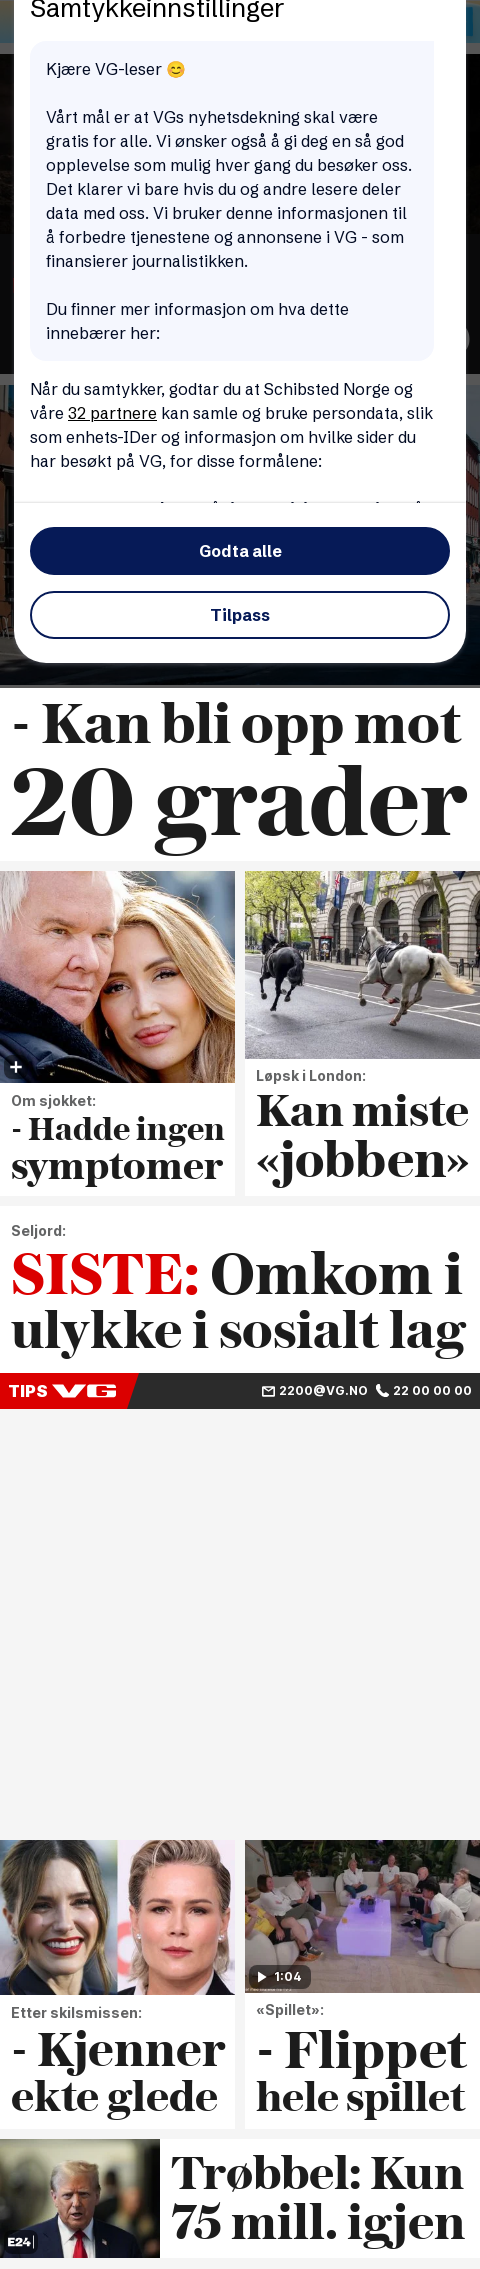 Samtykkeinnstillinger
Kjære VG-leser 😊
Vårt mål er at VGs nyhetsdekning skal være
gratis for alle. Vi ønsker også å gi deg en så god
opplevelse som mulig hver gang du besøker oss.
Det klarer vi bare hvis du og andre lesere deler
data med oss. Vi bruker denne informasjonen til
å forbedre tjenestene og annonsene i VG - som
finansierer journalistikken.
Du finner mer informasjon om hva dette
innebærer her:
Når du samtykker, godtar du at Schibsted Norge og
våre 32 partnere kan samle og bruke persondata, slik
som enhets-IDer og informasjon om hvilke sider du
har besøkt på VG, for disse formålene:
Godta alle
Tilpass
- Kan bli opp mot
20 grader
Om sjokket:
- Hadde ingen
symptomer
Løpsk i London:
Kan miste
«jobben»
Seljord:
SISTE: Omkom i
ulykke i sosialt lag
TIPS VG 2200@VG.NO 22 00 00 00
Etter skilsmissen:
- Kjenner
ekte glede
1:04
«Spillet»:
- Flippet
hele spillet
E24
Trøbbel: Kun
75 mill. igjen